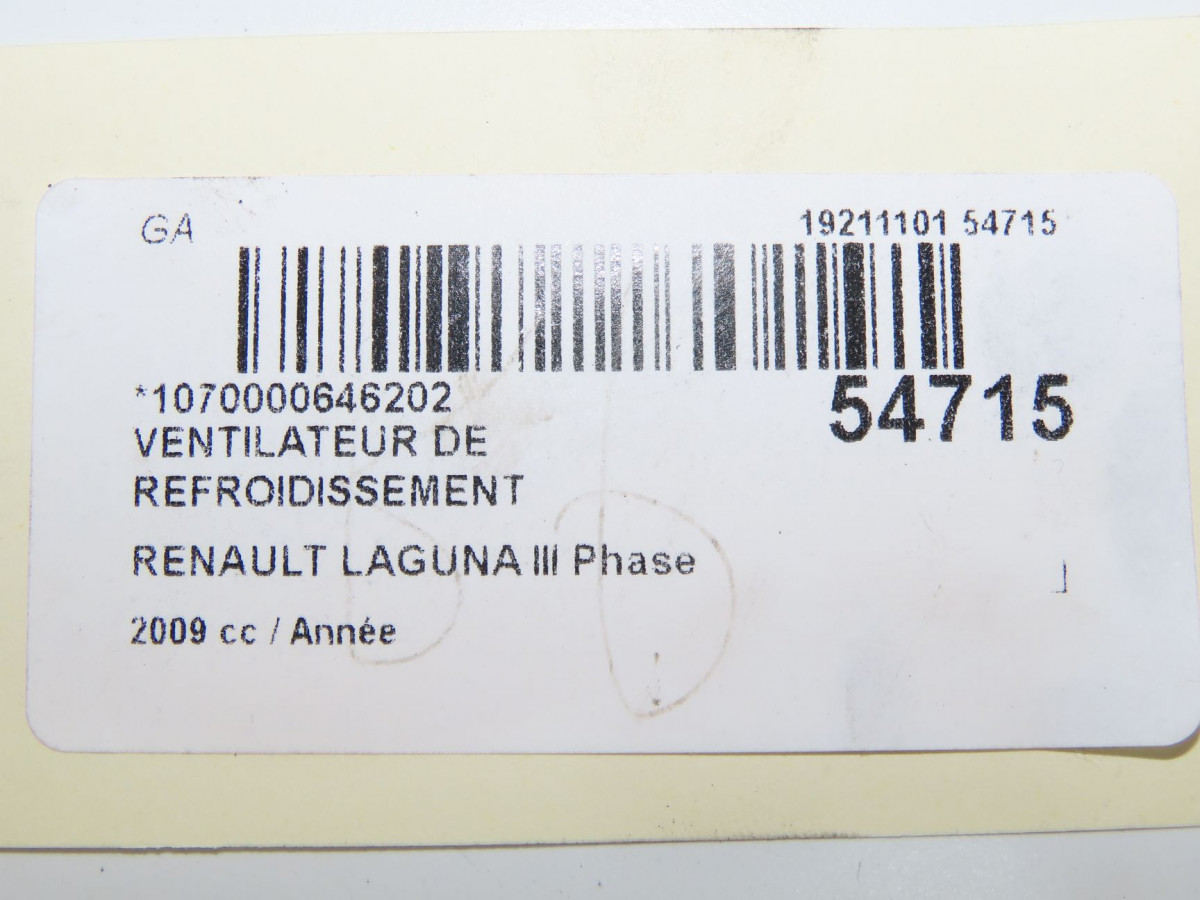 GA
19211101 54715
*1070000646202
54715
VENTILATEUR DE
REFROIDISSEMENT
RENAULT LAGUNA III Phase
2009 cc / Année